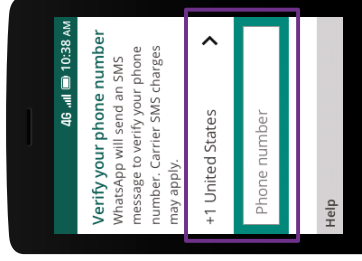 4G 10:38 AM
Verify your phone number
WhatsApp will send an SMS
message to verify your phone
number. Carrier SMS charges
may apply.
+1 United States
Phone number
Help